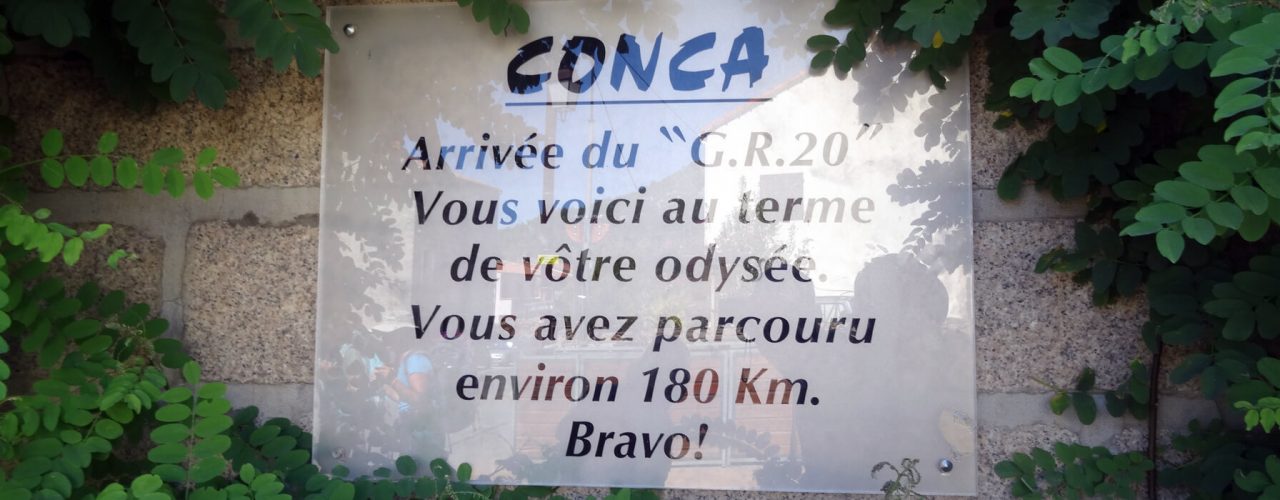 CONCA
Arrivée du "G.R.20"
Vous voici au terme
de vôtre odysée.
Vous avez parcouru
environ 180 Km.
Bravo!